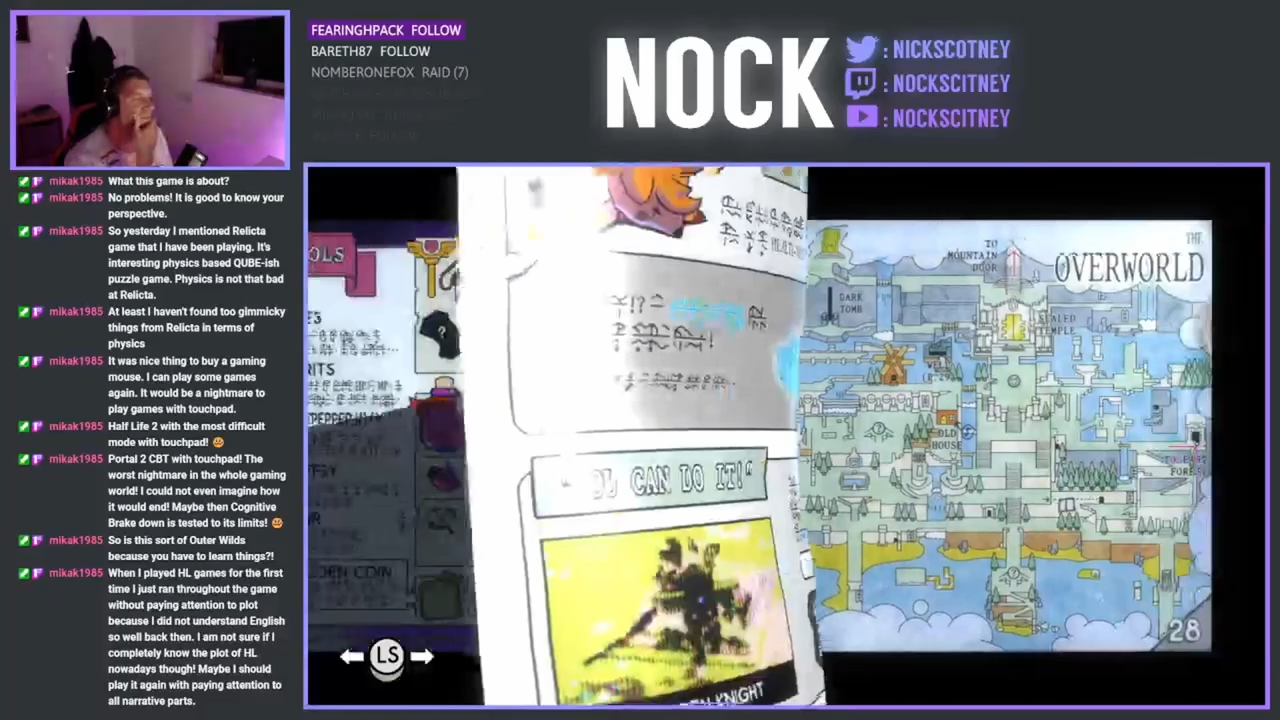 FEARINGHPACK FOLLOW
BARETH87 FOLLOW
NOMBERONEFOX RAID (7)
NOCK
: NICKSCOTNEY
: NOCKSCITNEY
: NOCKSCITNEY
mikak1985 What this game is about?
mikak1985 No problems! It is good to know your
perspective.
mikak1985 So yesterday I mentioned Relicta
game that I have been playing. It's
interesting physics based QUBE-ish
puzzle game. Physics is not that bad
at Relicta.
mikak1985 At least I haven't found too gimmicky
things from Relicta in terms of
physics
mikak1985 It was nice thing to buy a gaming
mouse. I can play some games
again. It would be a nightmare to
play games with touchpad.
mikak1985 Half Life 2 with the most difficult
mode with touchpad!
mikak1985 Portal 2 CBT with touchpad! The
worst nightmare in the whole gaming
world! I could not even imagine how
it would end! Maybe then Cognitive
Brake down is tested to its limits!
mikak1985 So is this sort of Outer Wilds
because you have to learn things?!
mikak1985 When I played HL games for the first
time I just ran throughout the game
without paying attention to plot
because I did not understand English
so well back then. I am not sure if I
completely know the plot of HL
nowadays though! Maybe I should
play it again with paying attention to
all narrative parts.
OLS
CAN DO IT!"
KNIGHT
LS
THE
OVERWORLD
TO
MOUNTAIN
DOOR
DARK
TOMB
SEALED
TEMPLE
OLD
HOUSE
28